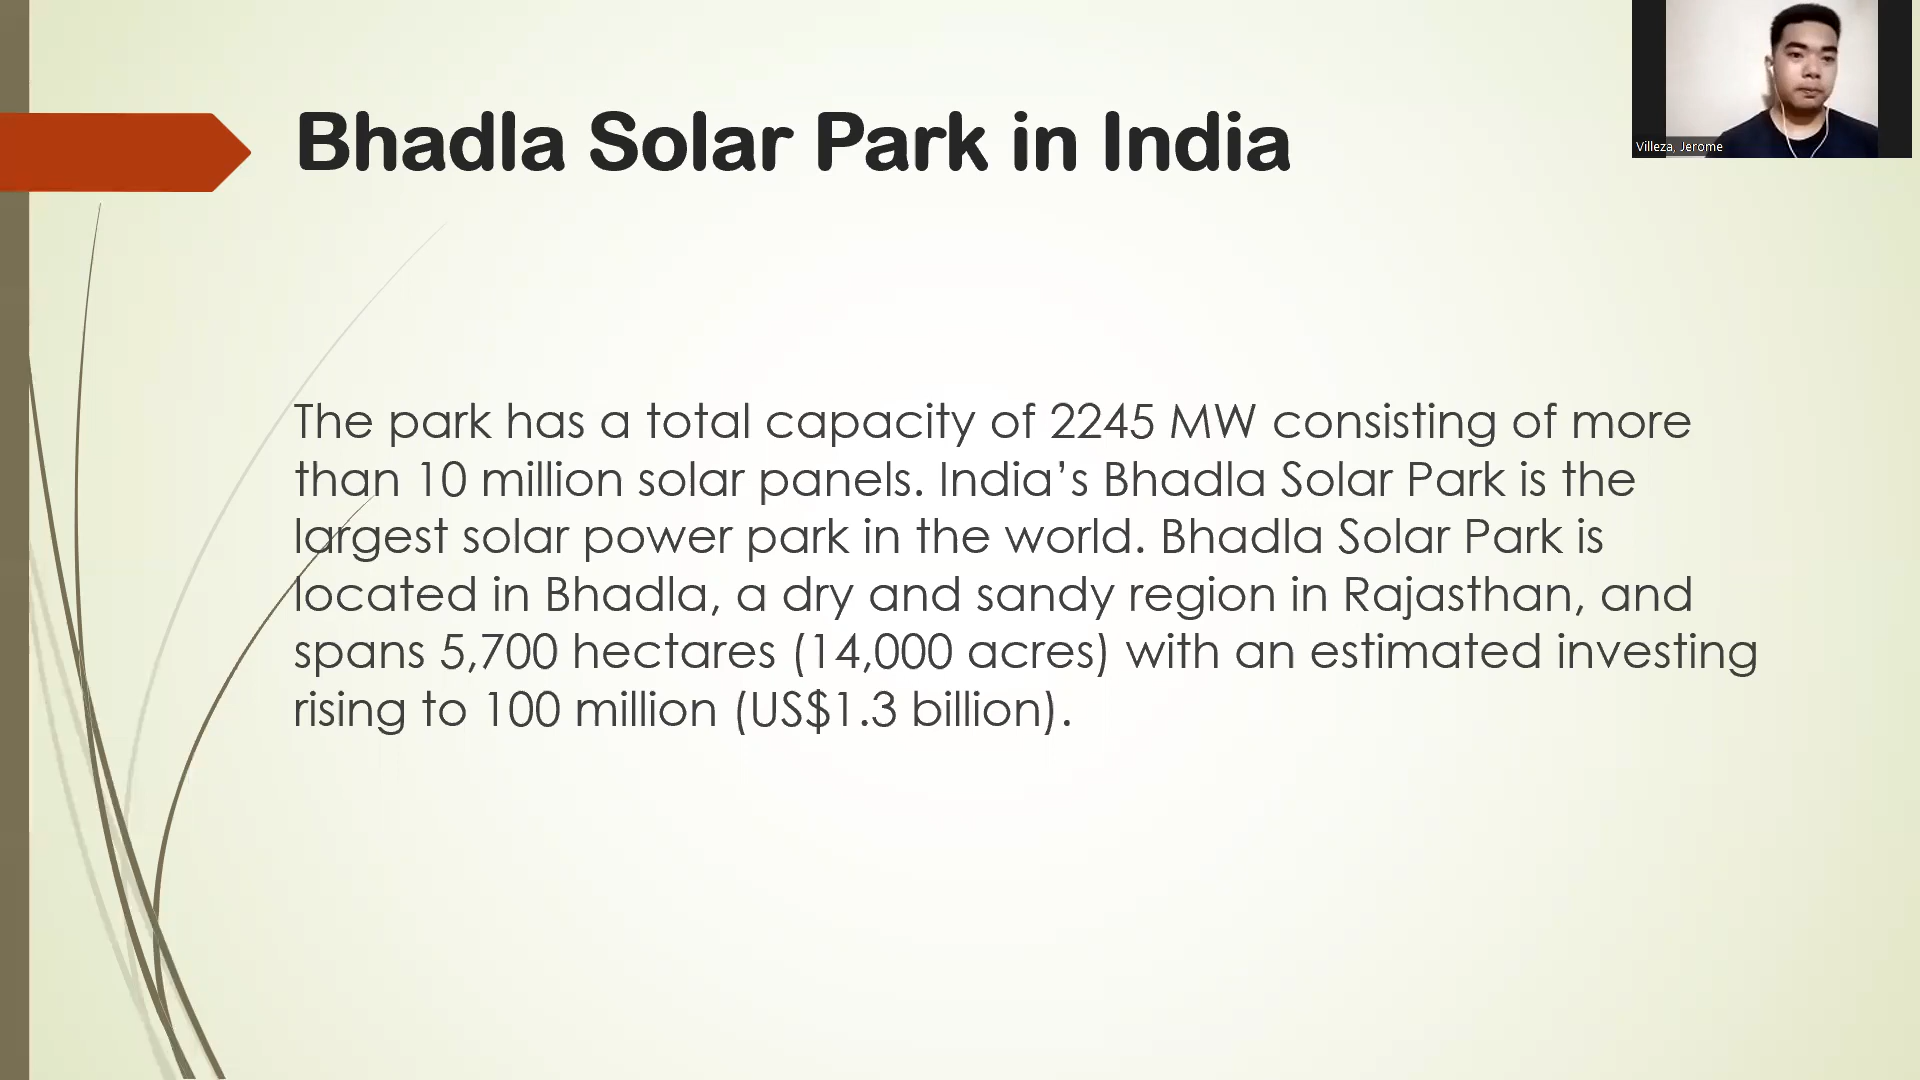 Bhadla Solar Park in India
Villeza, Jerome
The park has a total capacity of 2245 MW consisting of more
than 10 million solar panels. India’s Bhadla Solar Park is the
largest solar power park in the world. Bhadla Solar Park is
located in Bhadla, a dry and sandy region in Rajasthan, and
spans 5,700 hectares (14,000 acres) with an estimated investing
rising to 100 million (US$1.3 billion).